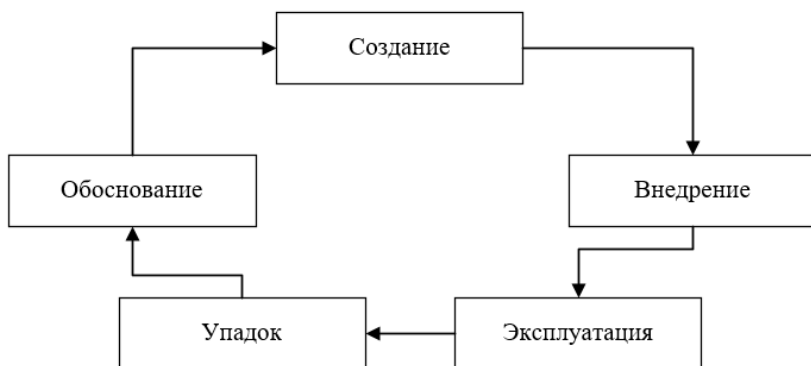 Создание
Обоснование
Внедрение
Упадок
Эксплуатация